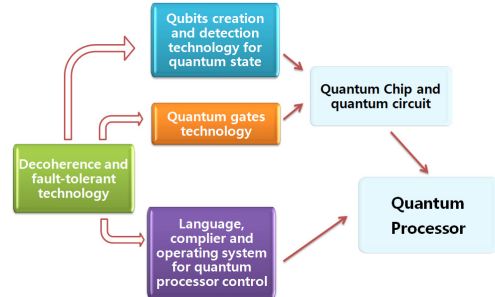 Qubits creation
and detection
technology for
quantum state
Quantum Chip and
quantum circuit
Quantum gates
technology
Decoherence and
fault-tolerant
technology
Quantum
Processor
Language,
complier and
operating system
for quantum
processor control